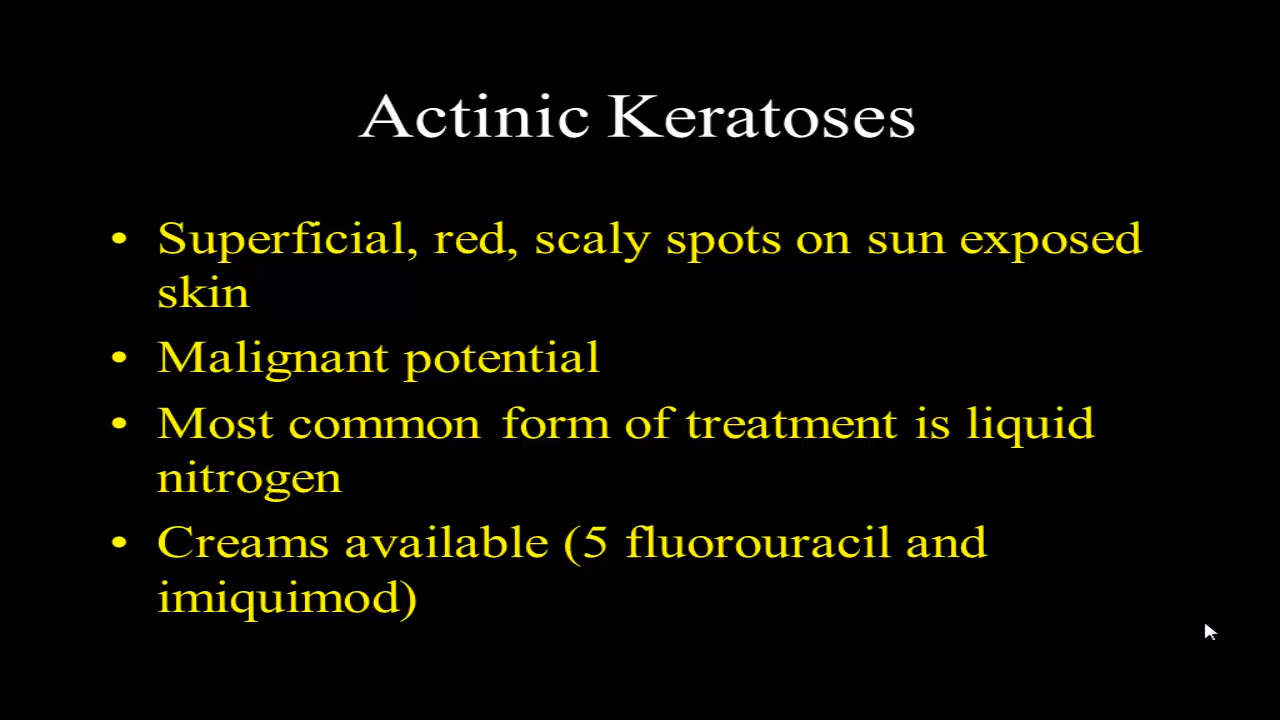 Actinic Keratoses
• Superficial, red, scaly spots on sun exposed
skin
• Malignant potential
• Most common form of treatment is liquid
nitrogen
• Creams available (5 fluorouracil and
imiquimod)